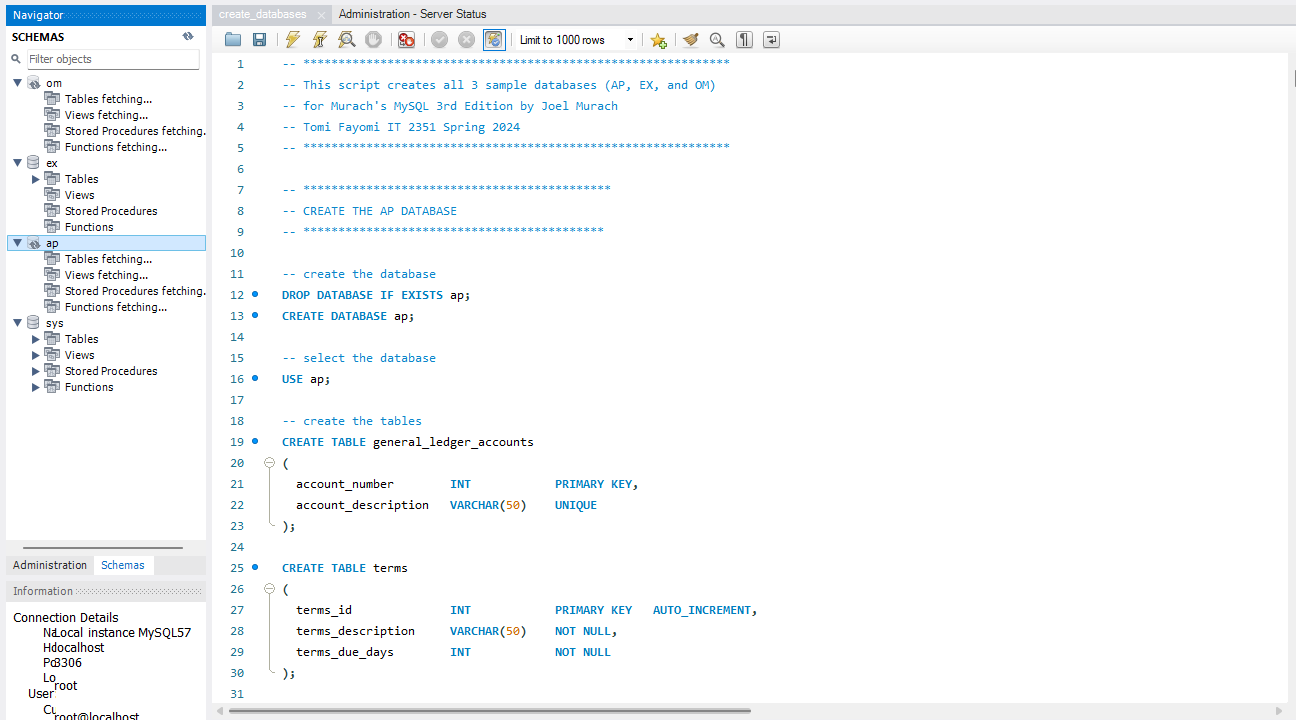 Navigator
SCHEMAS
Filter objects
om
Tables fetching...
Views fetching...
Stored Procedures fetching.
Functions fetching...
ex
Tables
Views
Stored Procedures
Functions
ap
Tables fetching...
Views fetching...
Stored Procedures fetching.
Functions fetching...
sys
Tables
Views
Stored Procedures
Functions
Administration Schemas
Information
Connection Details
Local instance MySQL57
localhost
3306
root
User
root@localhost
create_databases Administration - Server Status
Limit to 1000 rows
1 -- *************************************************************
2 -- This script creates all 3 sample databases (AP, EX, and OM)
3 -- for Murach's MySQL 3rd Edition by Joel Murach
4 -- Tomi Fayomi IT 2351 Spring 2024
5 -- *************************************************************
6
7 -- ********************************************
8 -- CREATE THE AP DATABASE
9 -- *******************************************
10
11 -- create the database
12 DROP DATABASE IF EXISTS ap;
13 CREATE DATABASE ap;
14
15 -- select the database
16 USE ap;
17
18 -- create the tables
19 CREATE TABLE general_ledger_accounts
20 (
21 account_number INT PRIMARY KEY,
22 account_description VARCHAR(50) UNIQUE
23 );
24
25 CREATE TABLE terms
26 (
27 terms_id INT PRIMARY KEY AUTO_INCREMENT,
28 terms_description VARCHAR(50) NOT NULL,
29 terms_due_days INT NOT NULL
30 );
31